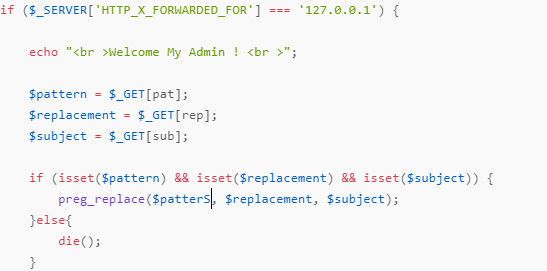 if ($_SERVER['HTTP_X_FORWARDED_FOR'] === '127.0.0.1') {
echo "<br >Welcome My Admin ! <br >";
$pattern = $_GET[pat];
$replacement = $_GET[rep];
$subject = $_GET[sub];
if (isset($pattern) && isset($replacement) && isset($subject)) {
preg_replace($patterS, $replacement, $subject);
}else{
die();
}